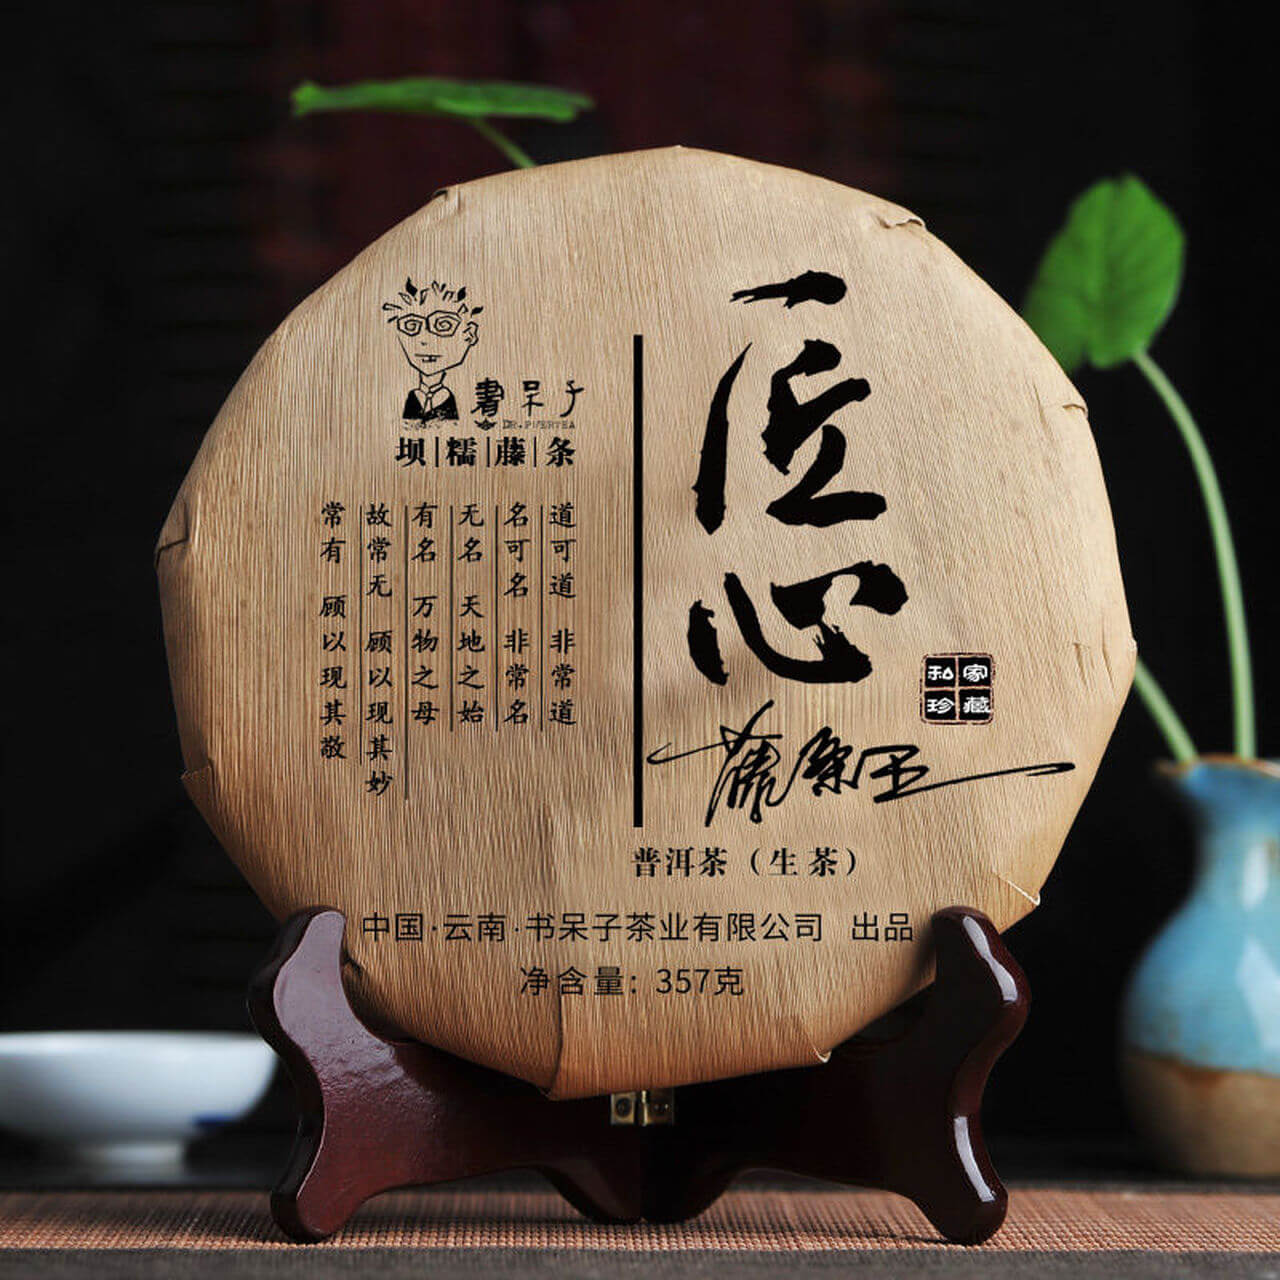 匠心
藤条王
私家
珍藏
書呆子
DR.PUERTEA
坝|糯|藤|条
道可道 非常道
名可名 非常名
无名 天地之始
有名 万物之母
故常无 顾以现其妙
常有 顾以现其敬
普洱茶（生茶）
中国·云南·书呆子茶业有限公司 出品
净含量: 357克